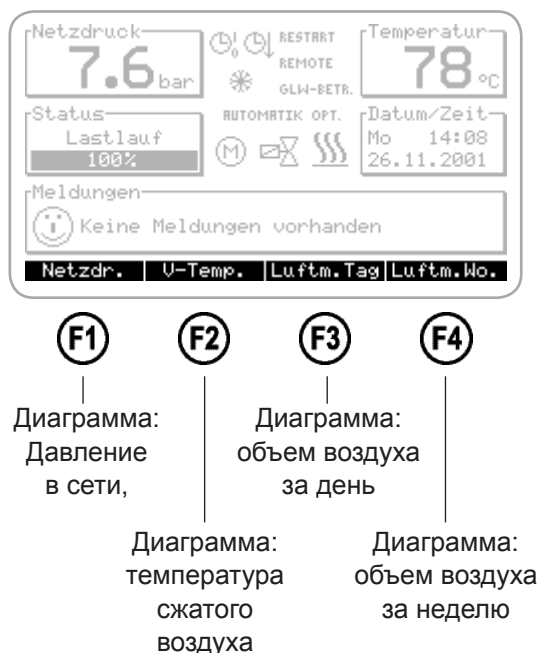 Netzdruck
7.6 bar
RESTART
REMOTE
GLW-BETR.
Temperatur
78 °C
Status
Lastlauf
100%
AUTOMATIK OPT.
M
Datum/Zeit
Mo 14:08
26.11.2001
Meldungen
i Keine Meldungen vorhanden
Netzdr. V-Temp. Luftm.Tag Luftm.Wo.
F1 F2 F3 F4
Диаграмма:
Давление
в сети,
Диаграмма:
объем воздуха
за день
Диаграмма:
температура
сжатого
воздуха
Диаграмма:
объем воздуха
за неделю